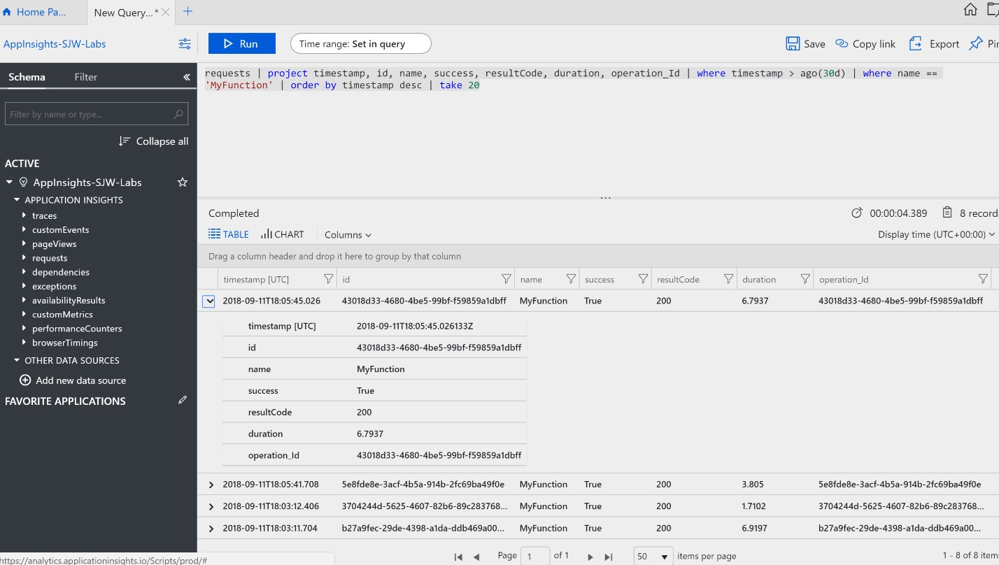 Home Pa...
New Query...*
AppInsights-SJW-Labs
Run
Time range: Set in query
Save
Copy link
Export
Pin
Schema
Filter
«
requests | project timestamp, id, name, success, resultCode, duration, operation_Id | where timestamp > ago(30d) | where name ==
'MyFunction' | order by timestamp desc | take 20
Filter by name or type...
Collapse all
ACTIVE
AppInsights-SJW-Labs
APPLICATION INSIGHTS
traces
customEvents
pageViews
requests
dependencies
exceptions
availabilityResults
customMetrics
performanceCounters
browserTimings
OTHER DATA SOURCES
Add new data source
FAVORITE APPLICATIONS
https://analytics.applicationinsights.io/Scripts/prod/#
Completed
00:00:04.389
8 record
TABLE
CHART
Columns
Display time (UTC+00:00)
Drag a column header and drop it here to group by that column
timestamp [UTC] id name success resultCode duration operation_Id
2018-09-11T18:05:45.026 43018d33-4680-4be5-99bf-f59859a1dbff MyFunction True 200 6.7937 43018d33-4680-4be5-99bf-f59859a1dbff
timestamp [UTC] 2018-09-11T18:05:45.026133Z
id 43018d33-4680-4be5-99bf-f59859a1dbff
name MyFunction
success True
resultCode 200
duration 6.7937
operation_Id 43018d33-4680-4be5-99bf-f59859a1dbff
2018-09-11T18:05:41.708 5e8fde8e-3acf-4b5a-914b-2fc69ba49f0e MyFunction True 200 3.805 5e8fde8e-3acf-4b5a-914b-2fc69ba49f0e
2018-09-11T18:03:12.406 3704244d-5625-4607-82b6-89c283768... MyFunction True 200 1.7102 3704244d-5625-4607-82b6-89c283768...
2018-09-11T18:03:11.704 b27a9fec-29de-4398-a1da-ddb469a00... MyFunction True 200 6.9197 b27a9fec-29de-4398-a1da-ddb469a00...
Page 1 of 1 50 items per page 1 - 8 of 8 item